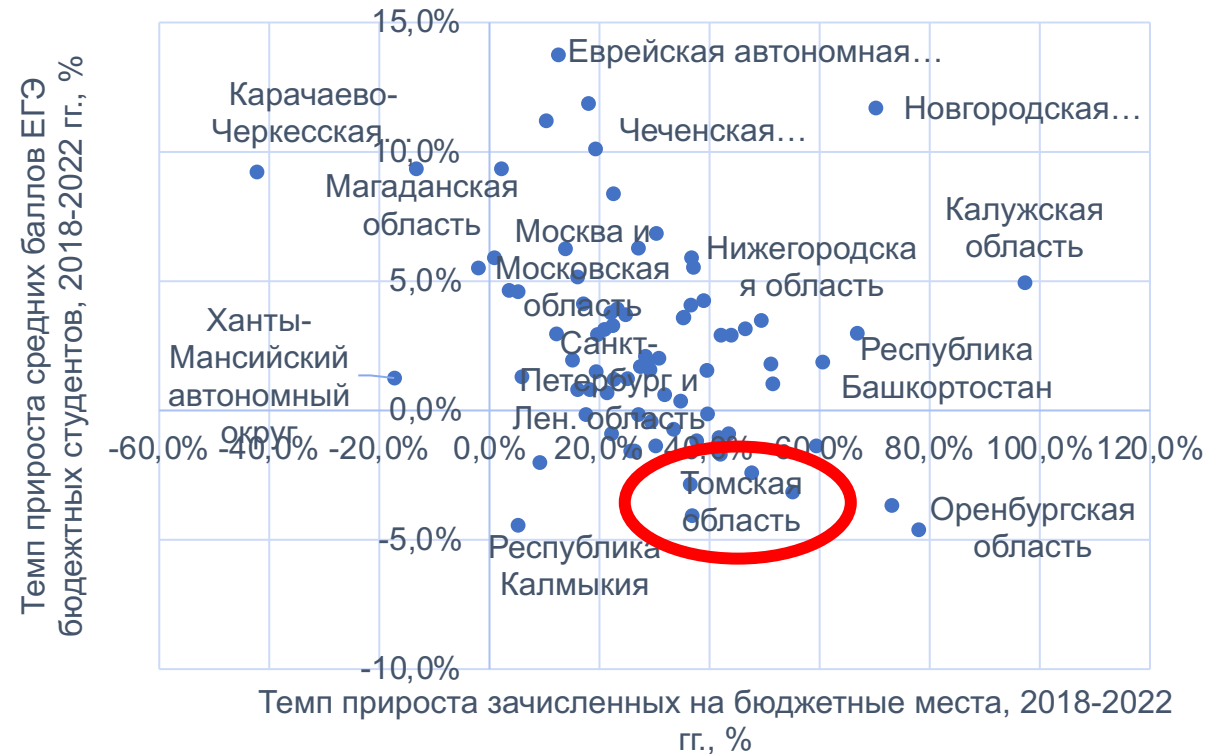 Темп прироста средних баллов ЕГЭ
бюдежтных студентов, 2018-2022 гг., %
15,0%
10,0%
5,0%
0,0%
-5,0%
-10,0%
-60,0%
-40,0%
-20,0%
0,0%
20,0%
40,0%
60,0%
80,0%
100,0%
120,0%
Еврейская автономная…
Карачаево-
Черкесская…
Чеченская…
Новгородская…
Магаданская
область
Москва и
Московская
область
Нижегородска
я область
Калужская
область
Ханты-
Мансийский
автономный
округ
Санкт-
Петербург и
Лен. область
Республика
Башкортостан
Томская
область
Оренбургская
область
Республика
Калмыкия
Темп прироста зачисленных на бюджетные места, 2018-2022
гг., %